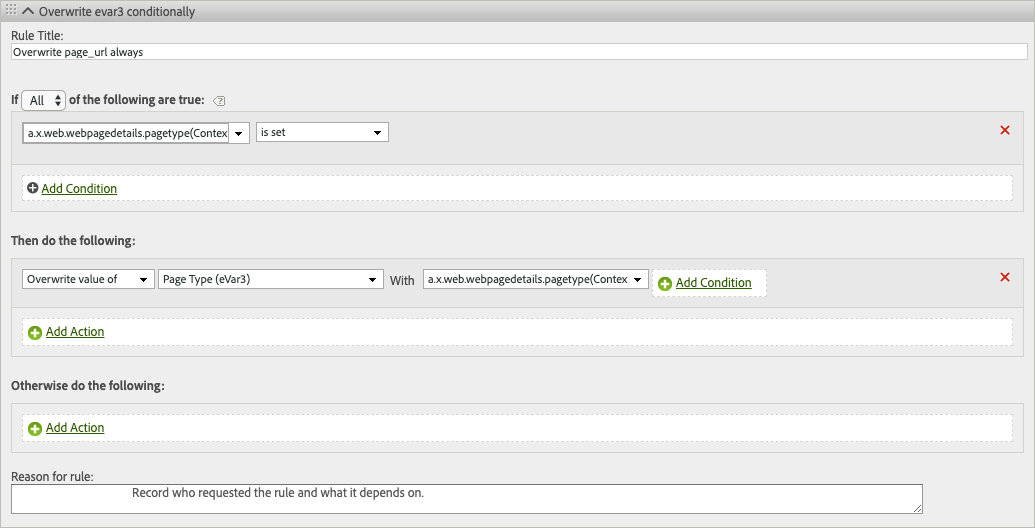 Overwrite evar3 conditionally
Rule Title:
Overwrite page_url always
If All of the following are true:
a.x.web.webpagedetails.pagetype(Contex is set
Add Condition
Then do the following:
Overwrite value of Page Type (eVar3) With a.x.web.webpagedetails.pagetype(Contex Add Condition
Add Action
Otherwise do the following:
Add Action
Reason for rule:
Record who requested the rule and what it depends on.